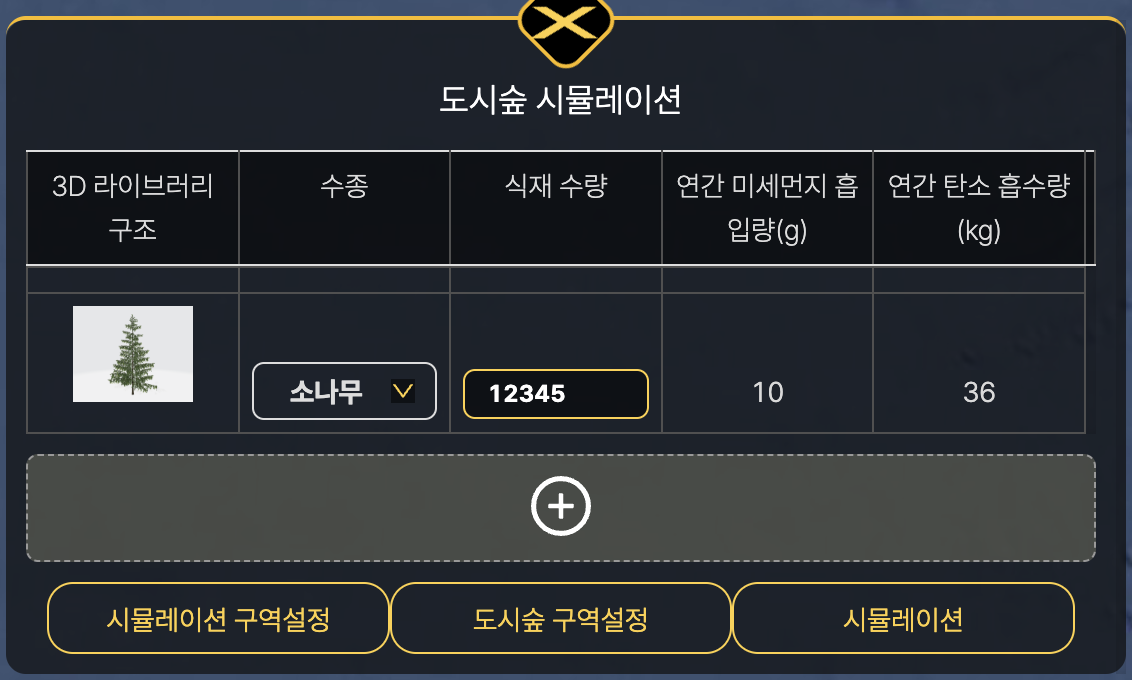 도시숲 시뮬레이션
3D 라이브러리
구조
수종
식재 수량
연간 미세먼지 흡
입량(g)
연간 탄소 흡수량
(kg)
소나무
12345
10
36
시뮬레이션 구역설정
도시숲 구역설정
시뮬레이션